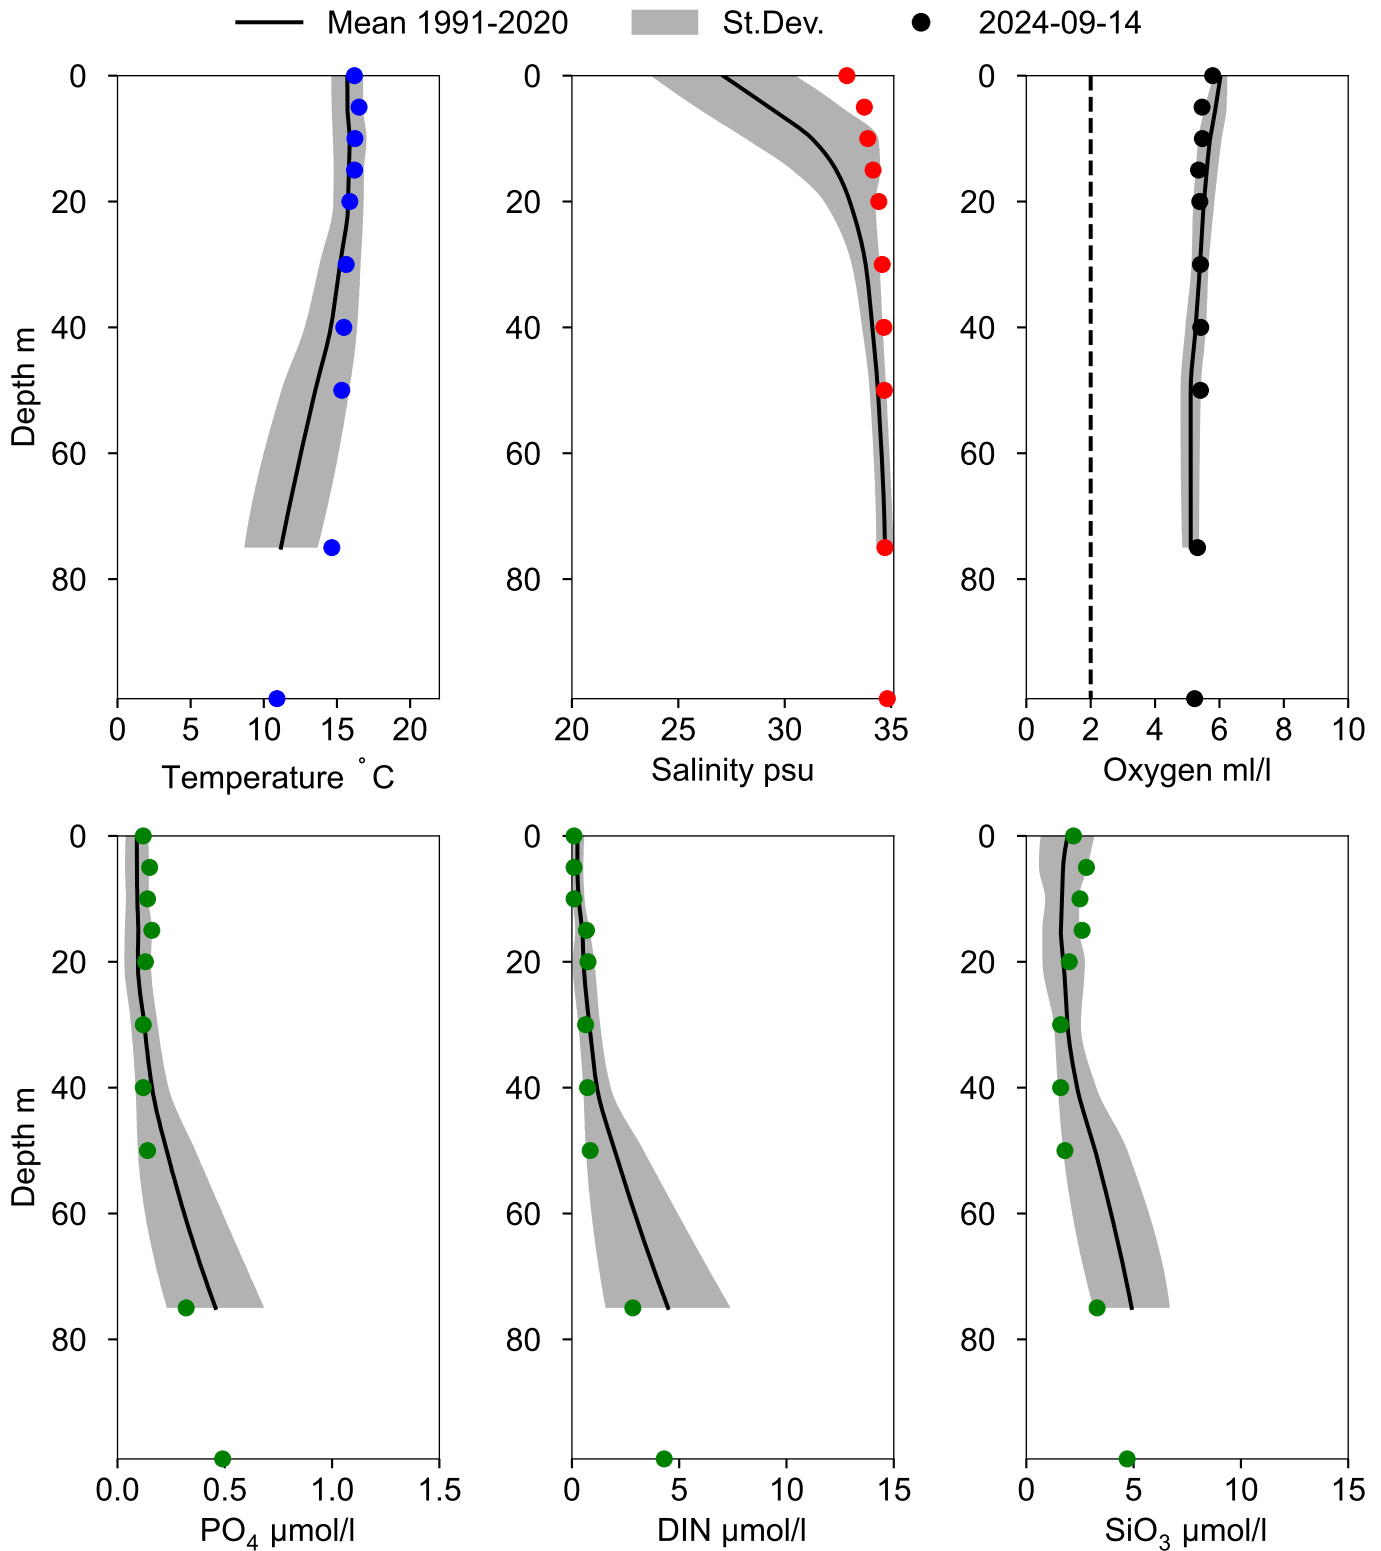 Mean 1991-2020 St.Dev. 2024-09-14
0 0 0
20 20 20
40 40 40
60 60 60
80 80 80
Depth m
0 5 10 15 20 20 25 30 35 0 2 4 6 8 10
Temperature °C Salinity psu Oxygen ml/l
0 0 0
20 20 20
40 40 40
60 60 60
80 80 80
Depth m
0.0 0.5 1.0 1.5 0 5 10 15 0 5 10 15
PO₄ µmol/l DIN µmol/l SiO₃ µmol/l